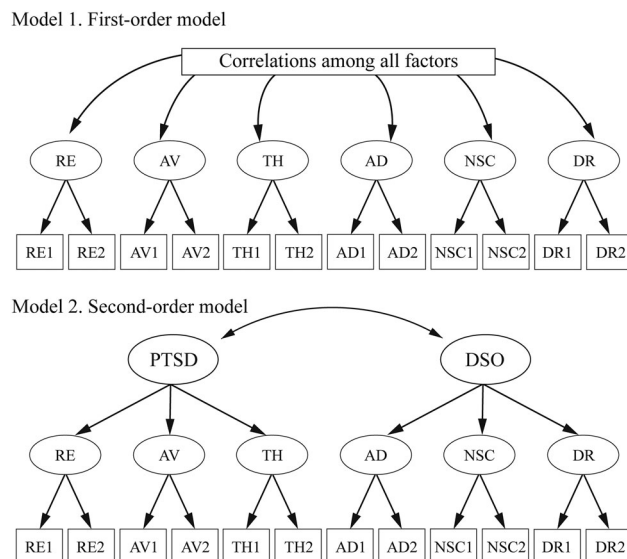 Model 1. First-order model
Correlations among all factors
RE AV TH AD NSC DR
RE1 RE2 AV1 AV2 TH1 TH2 AD1 AD2 NSC1 NSC2 DR1 DR2
Model 2. Second-order model
PTSD DSO
RE AV TH AD NSC DR
RE1 RE2 AV1 AV2 TH1 TH2 AD1 AD2 NSC1 NSC2 DR1 DR2